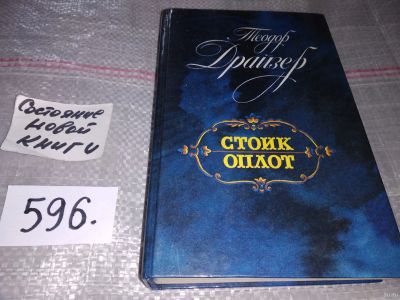 Теодор
Драйзер
СТОИК
ОПЛОТ
Состояние
новой
книги
596.